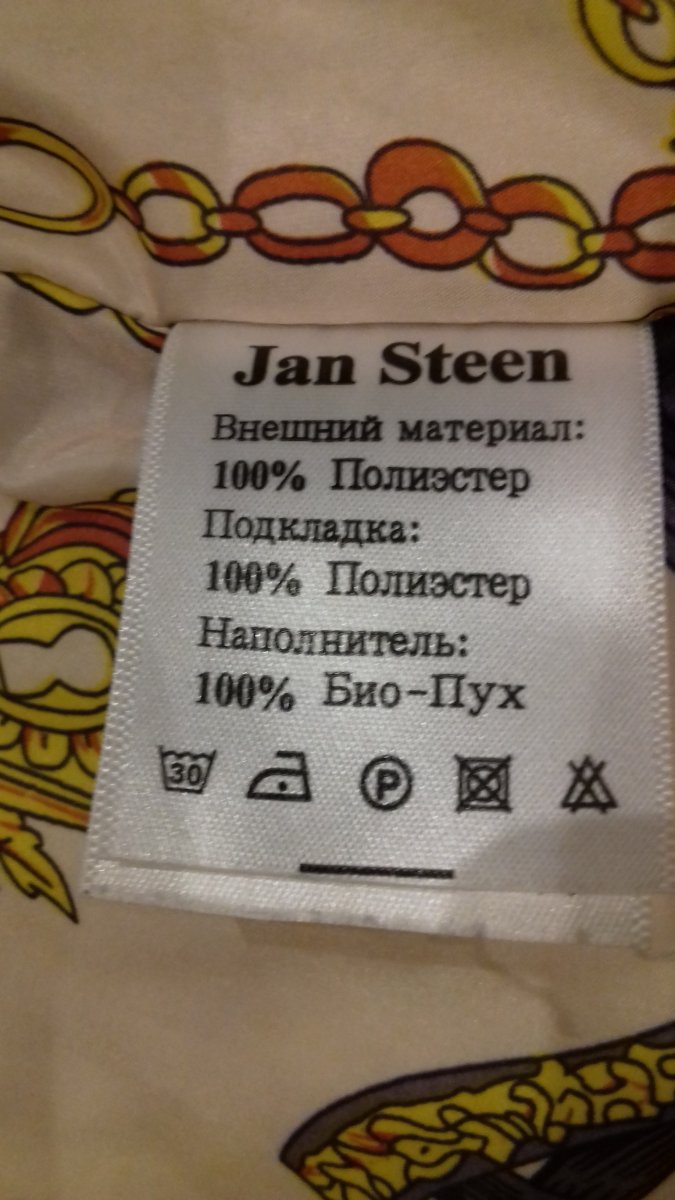 Jan Steen
Внешний материал:
100% Полиэстер
Подкладка:
100% Полиэстер
Наполнитель:
100% Био-Пух
30 P